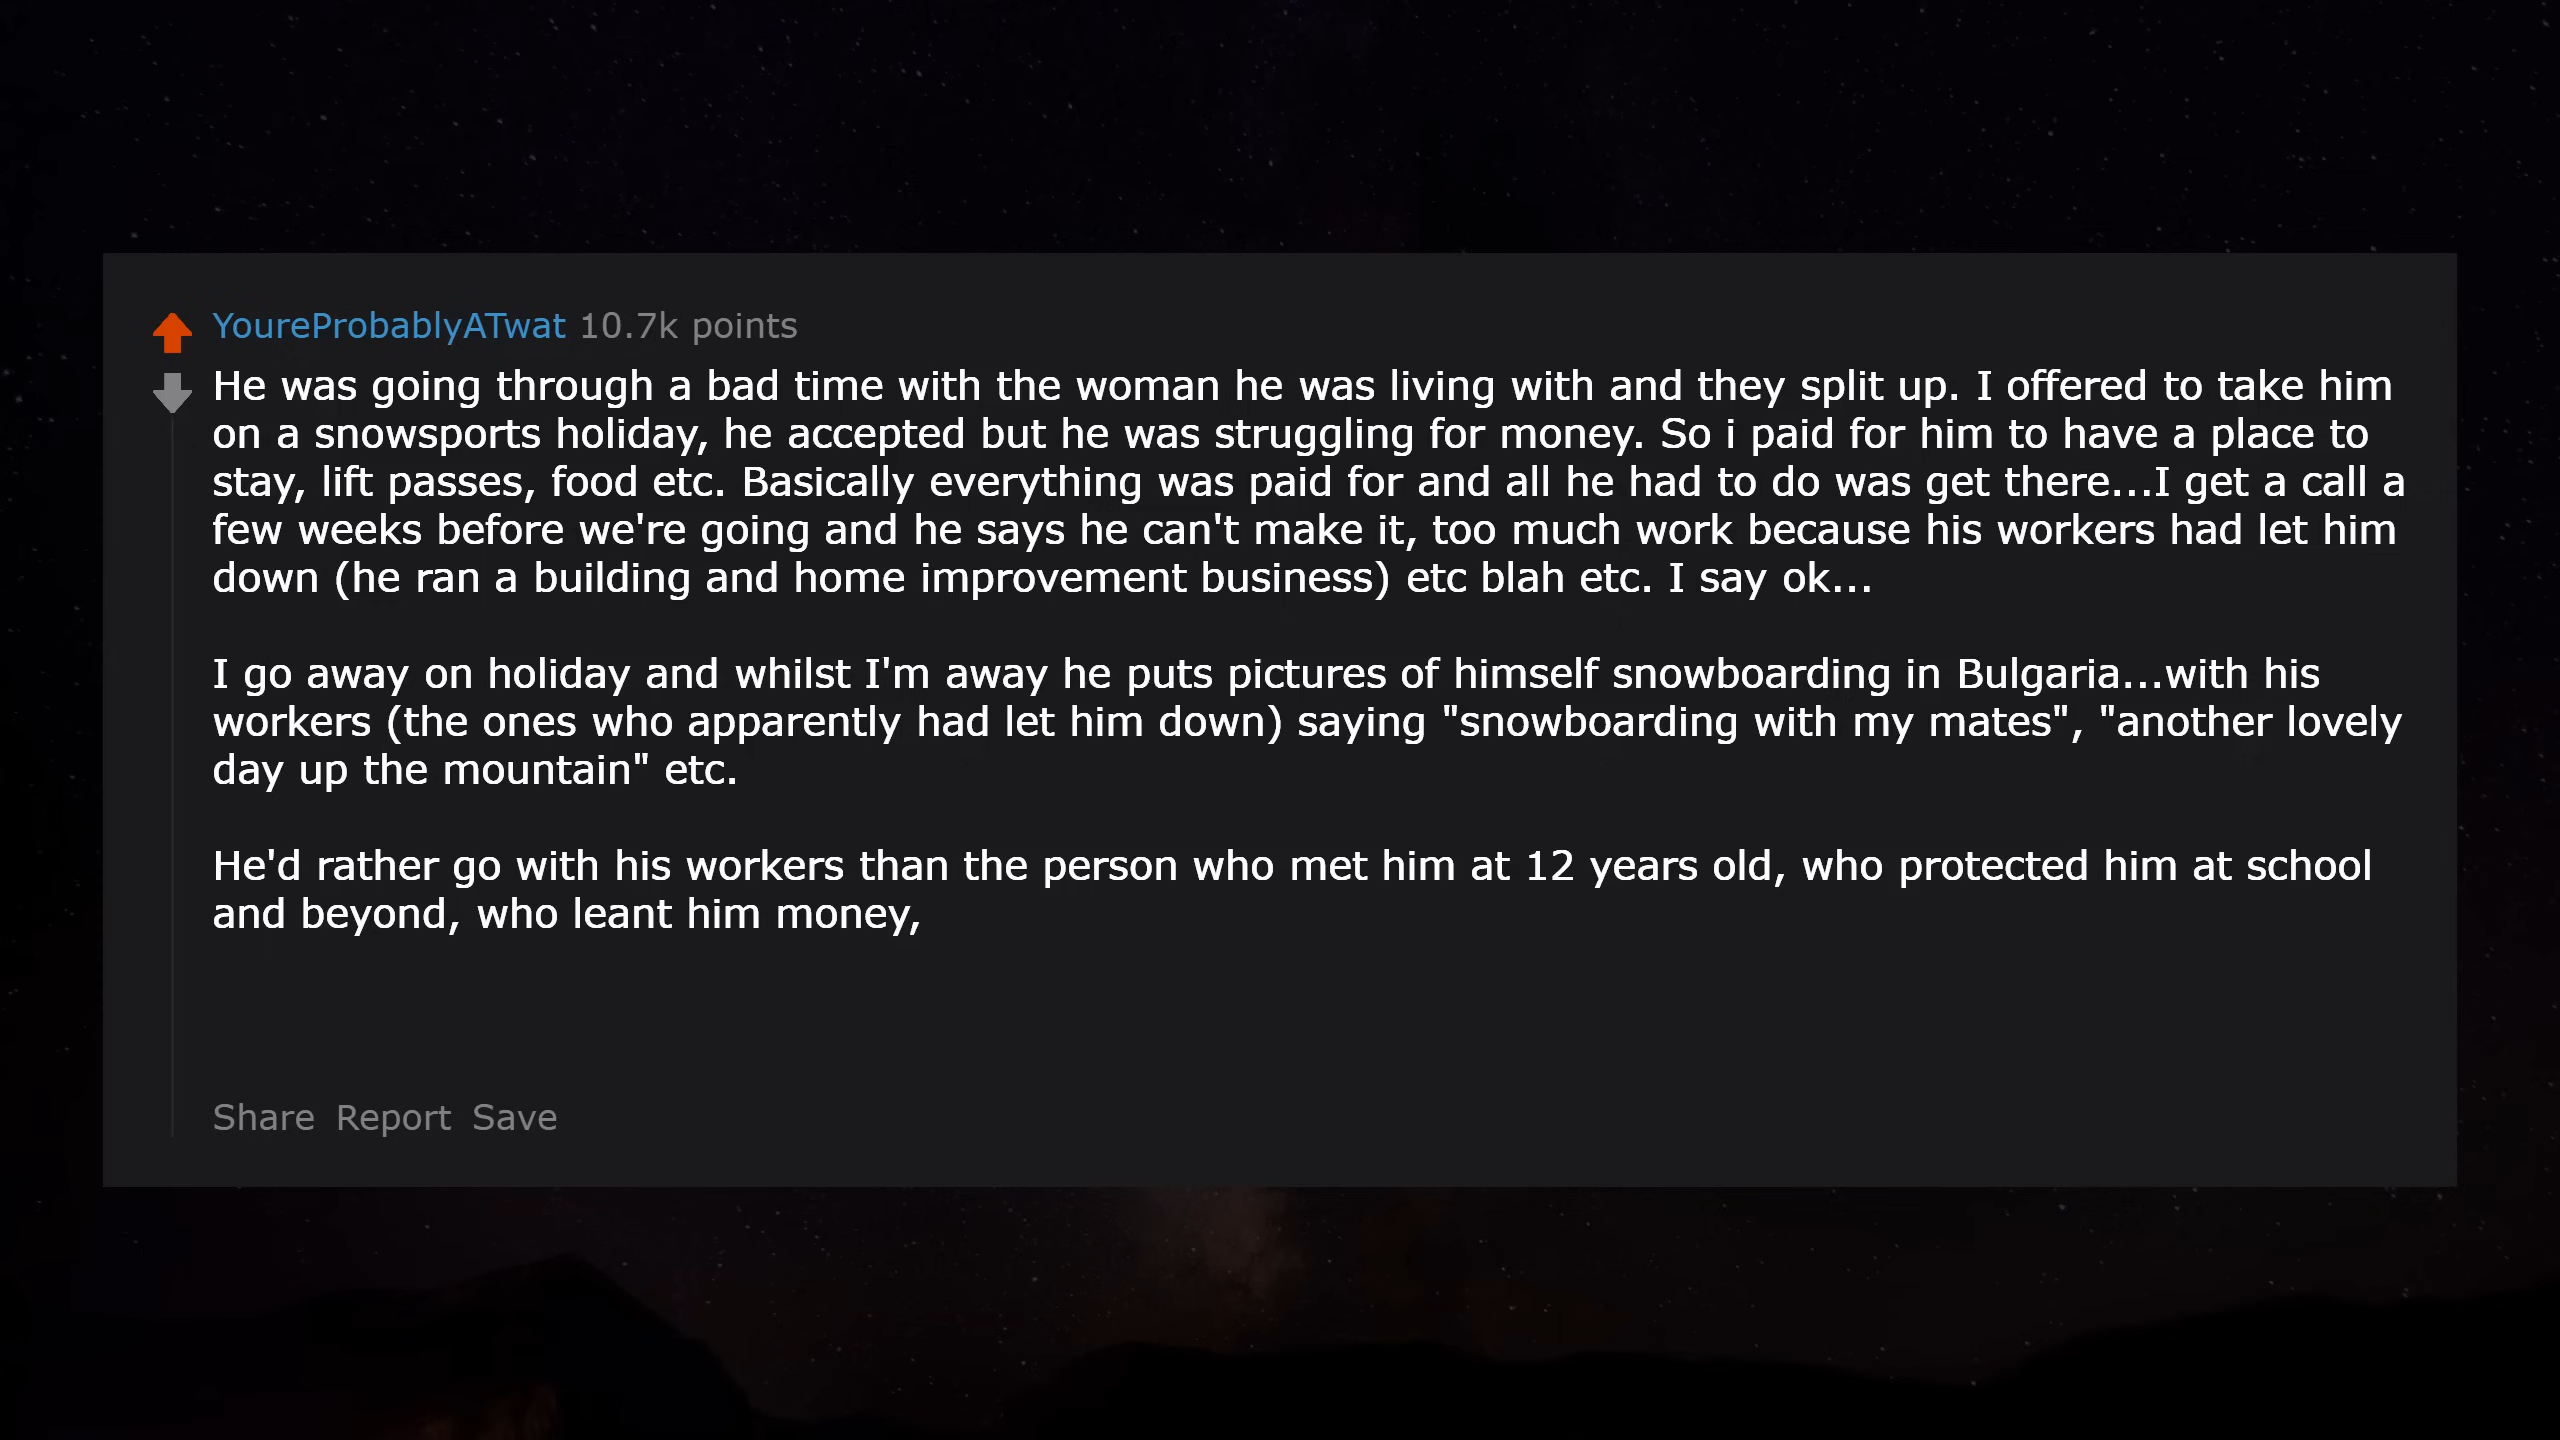 YoureProbablyATwat 10.7k points
He was going through a bad time with the woman he was living with and they split up. I offered to take him
on a snowsports holiday, he accepted but he was struggling for money. So i paid for him to have a place to
stay, lift passes, food etc. Basically everything was paid for and all he had to do was get there...I get a call a
few weeks before we're going and he says he can't make it, too much work because his workers had let him
down (he ran a building and home improvement business) etc blah etc. I say ok...
I go away on holiday and whilst I'm away he puts pictures of himself snowboarding in Bulgaria...with his
workers (the ones who apparently had let him down) saying "snowboarding with my mates", "another lovely
day up the mountain" etc.
He'd rather go with his workers than the person who met him at 12 years old, who protected him at school
and beyond, who leant him money,
Share Report Save